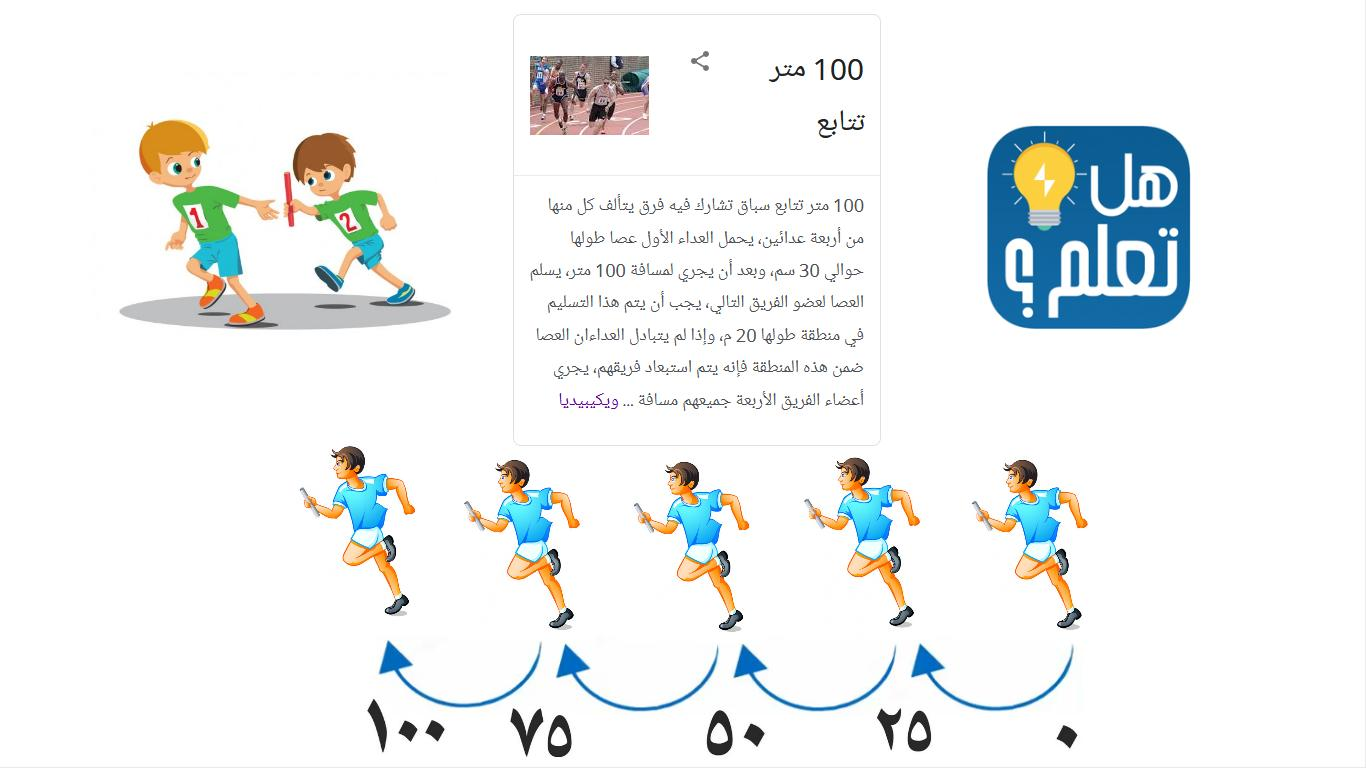 100 متر
تتابع
100 متر تتابع سباق تشارك فيه فرق يتألف كل منها
من أربعة عدائين، يحمل العداء الأول عصا طولها
حوالي 30 سم، وبعد أن يجري لمسافة 100 متر، يسلم
العصا لعضو الفريق التالي، يجب أن يتم هذا التسليم
في منطقة طولها 20 م، وإذا لم يتبادل العداءان العصا
ضمن هذه المنطقة فإنه يتم استبعاد فريقهم، يجري
أعضاء الفريق الأربعة جميعهم مسافة ... ويكيبيديا
هل
تعلم ؟
1
2
٠ ٢٥ ٥٠ ٧٥ ١٠٠